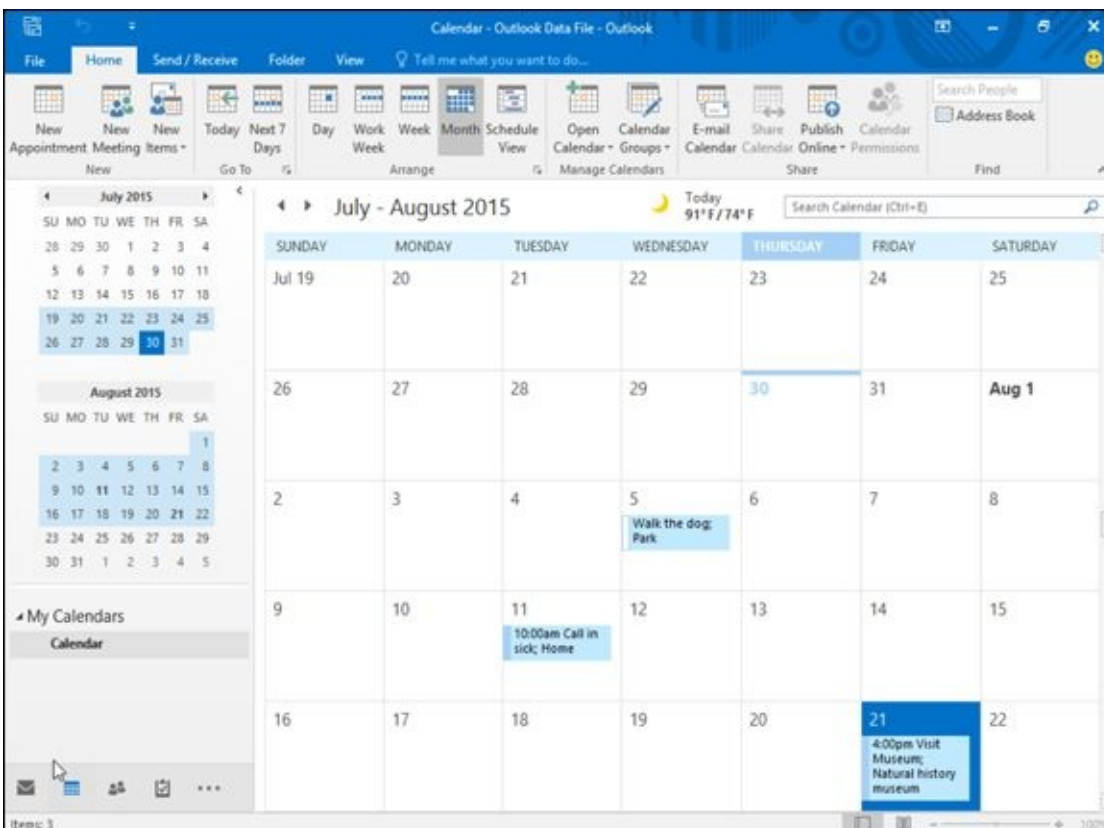 Calendar - Outlook Data File - Outlook
File Home Send / Receive Folder View Tell me what you want to do...
New Appointment
New Meeting
New Items
Today
Next 7 Days
Day
Work Week
Week
Month
Schedule View
Open Calendar
Calendar Groups
E-mail Calendar
Share Calendar
Publish Online
Calendar Permissions
Search People
Address Book
New Go To Arrange Manage Calendars Share Find
July 2015
SU MO TU WE TH FR SA
28 29 30 1 2 3 4
5 6 7 8 9 10 11
12 13 14 15 16 17 18
19 20 21 22 23 24 25
26 27 28 29 30 31
August 2015
SU MO TU WE TH FR SA
1
2 3 4 5 6 7 8
9 10 11 12 13 14 15
16 17 18 19 20 21 22
23 24 25 26 27 28 29
30 31 1 2 3 4 5
My Calendars
Calendar
July - August 2015
Today
91°F/74°F
Search Calendar (Ctrl+E)
SUNDAY MONDAY TUESDAY WEDNESDAY THURSDAY FRIDAY SATURDAY
Jul 19 20 21 22 23 24 25
26 27 28 29 30 31 Aug 1
2 3 4 5 6 7 8
Walk the dog;
Park
9 10 11 12 13 14 15
10:00am Call in
sick; Home
16 17 18 19 20 21 22
4:00pm Visit
Museum;
Natural history
museum
Items: 3
100%